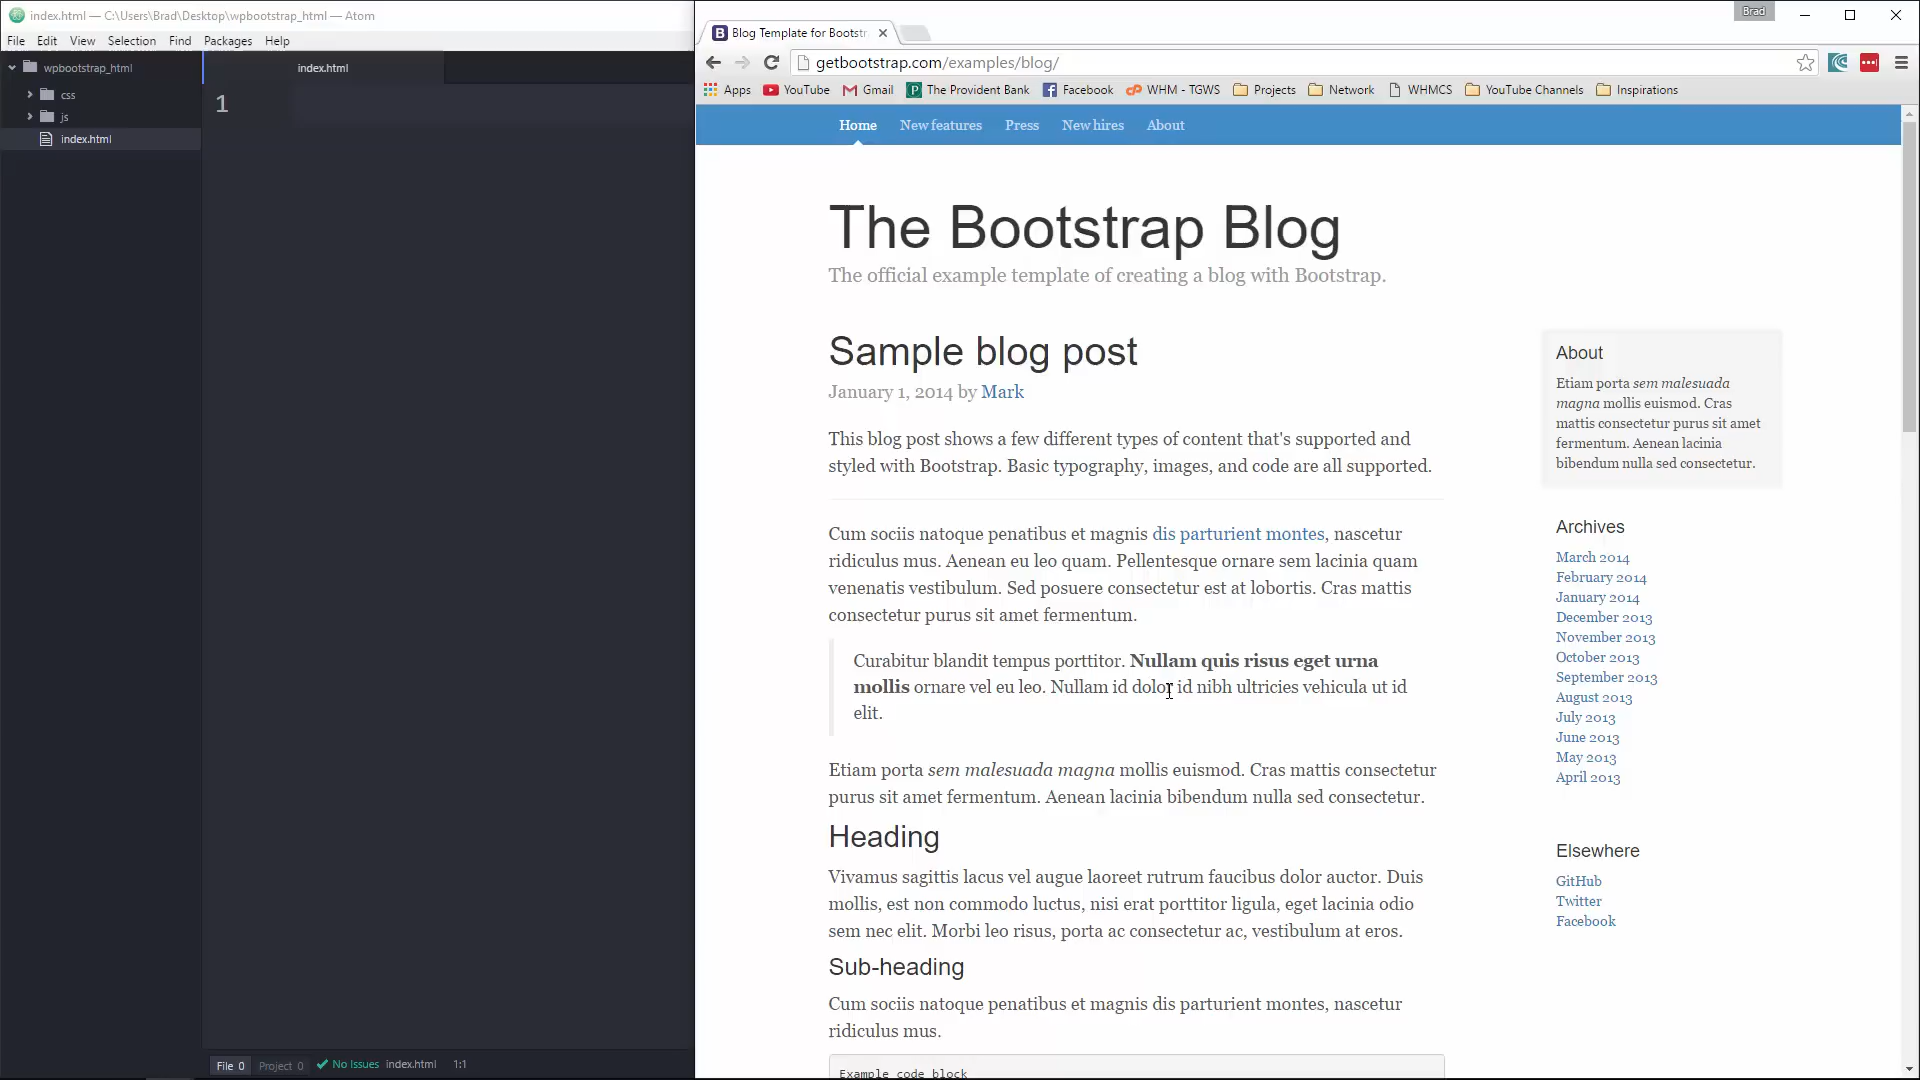 index.html — C:\Users\Brad\Desktop\wpbootstrap_html — Atom
File Edit View Selection Find Packages Help
wpbootstrap_html
css
js
index.html
index.html
1
File 0 Project 0 No Issues index.html 1:1
Brad
Blog Template for Bootstr
getbootstrap.com/examples/blog/
Apps YouTube Gmail The Provident Bank Facebook WHM - TGWS Projects Network WHMCS YouTube Channels Inspirations
Home New features Press New hires About
The Bootstrap Blog
The official example template of creating a blog with Bootstrap.
Sample blog post
January 1, 2014 by Mark
This blog post shows a few different types of content that's supported and
styled with Bootstrap. Basic typography, images, and code are all supported.
Cum sociis natoque penatibus et magnis dis parturient montes, nascetur
ridiculus mus. Aenean eu leo quam. Pellentesque ornare sem lacinia quam
venenatis vestibulum. Sed posuere consectetur est at lobortis. Cras mattis
consectetur purus sit amet fermentum.
Curabitur blandit tempus porttitor. Nullam quis risus eget urna
mollis ornare vel eu leo. Nullam id dolor id nibh ultricies vehicula ut id
elit.
Etiam porta sem malesuada magna mollis euismod. Cras mattis consectetur
purus sit amet fermentum. Aenean lacinia bibendum nulla sed consectetur.
Heading
Vivamus sagittis lacus vel augue laoreet rutrum faucibus dolor auctor. Duis
mollis, est non commodo luctus, nisi erat porttitor ligula, eget lacinia odio
sem nec elit. Morbi leo risus, porta ac consectetur ac, vestibulum at eros.
Sub-heading
Cum sociis natoque penatibus et magnis dis parturient montes, nascetur
ridiculus mus.
Example code block
About
Etiam porta sem malesuada
magna mollis euismod. Cras
mattis consectetur purus sit amet
fermentum. Aenean lacinia
bibendum nulla sed consectetur.
Archives
March 2014
February 2014
January 2014
December 2013
November 2013
October 2013
September 2013
August 2013
July 2013
June 2013
May 2013
April 2013
Elsewhere
GitHub
Twitter
Facebook